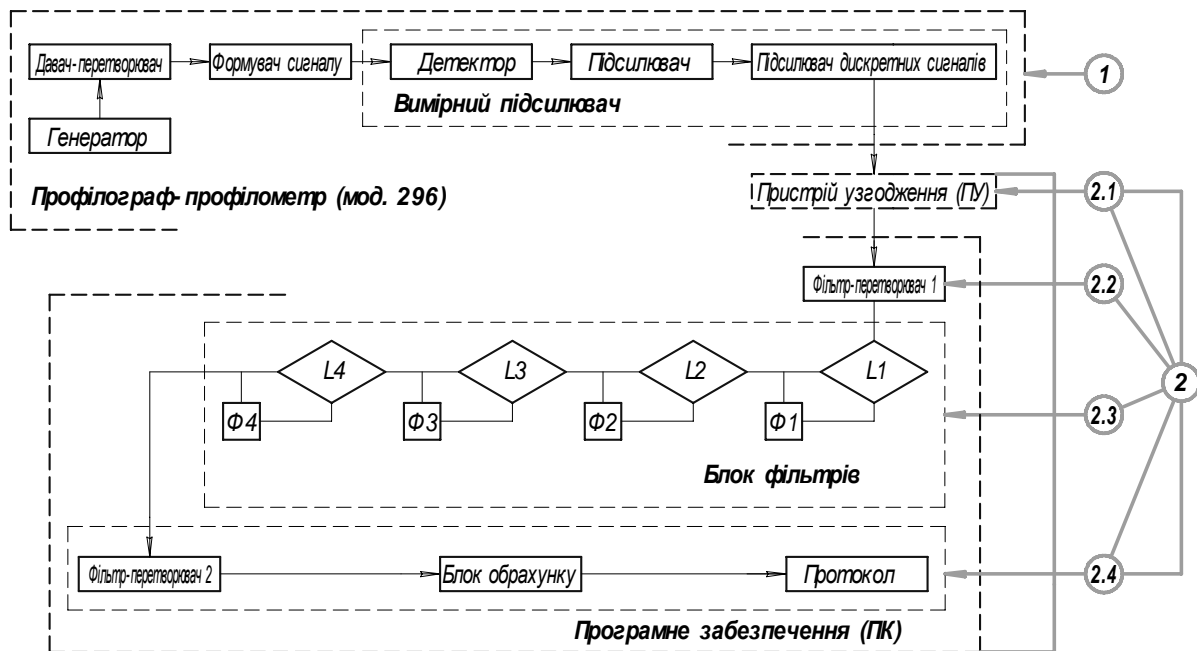 Давач-перетворювач
Формувач сигналу
Детектор
Підсилювач
Підсилювач дискретних сигналів
1
Вимірний підсилювач
Генератор
Профілограф-профілометр (мод. 296)
Пристрій узгодження (ПУ)
2.1
Фільтр-перетворювач 1
2.2
L4
L3
L2
L1
2
Ф4
Ф3
Ф2
Ф1
2.3
Блок фільтрів
Фільтр-перетворювач 2
Блок обрахунку
Протокол
2.4
Програмне забезпечення (ПК)